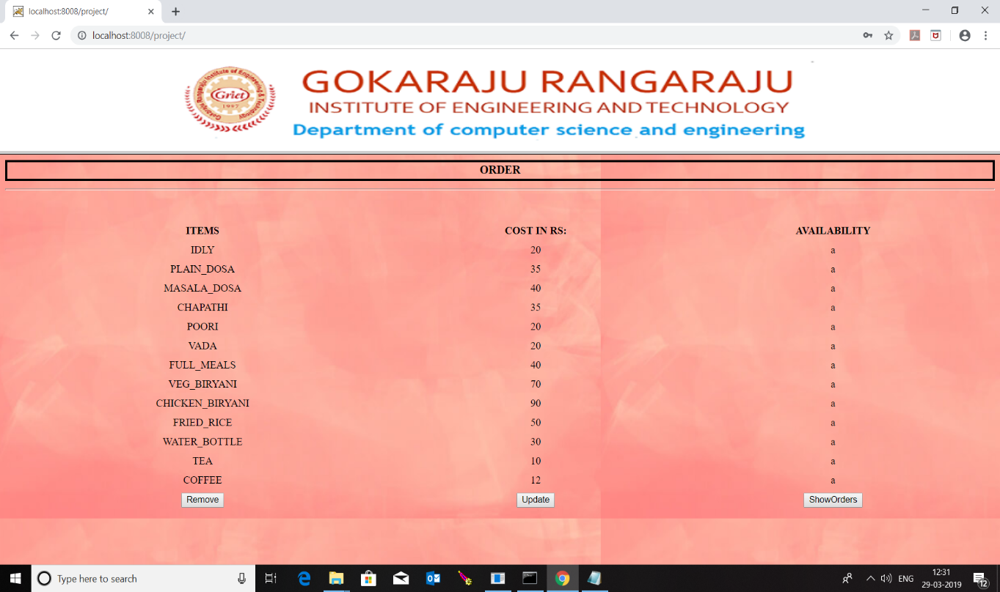 localhost:8008/project/
localhost:8008/project/
Griet
1997
GOKARAJU RANGARAJU
INSTITUTE OF ENGINEERING AND TECHNOLOGY
Department of computer science and engineering
ORDER
ITEMS COST IN RS: AVAILABILITY
IDLY 20 a
PLAIN_DOSA 35 a
MASALA_DOSA 40 a
CHAPATHI 35 a
POORI 20 a
VADA 20 a
FULL_MEALS 40 a
VEG_BIRYANI 70 a
CHICKEN_BIRYANI 90 a
FRIED_RICE 50 a
WATER_BOTTLE 30 a
TEA 10 a
COFFEE 12 a
Remove Update ShowOrders
Type here to search
ENG
12:31
29-03-2019
12